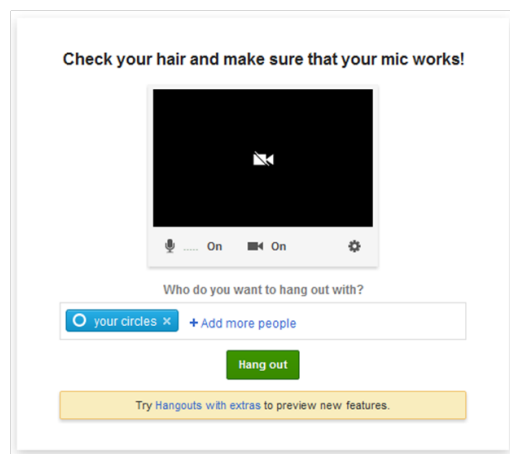 Check your hair and make sure that your mic works!
..... On On
Who do you want to hang out with?
your circles × + Add more people
Hang out
Try Hangouts with extras to preview new features.